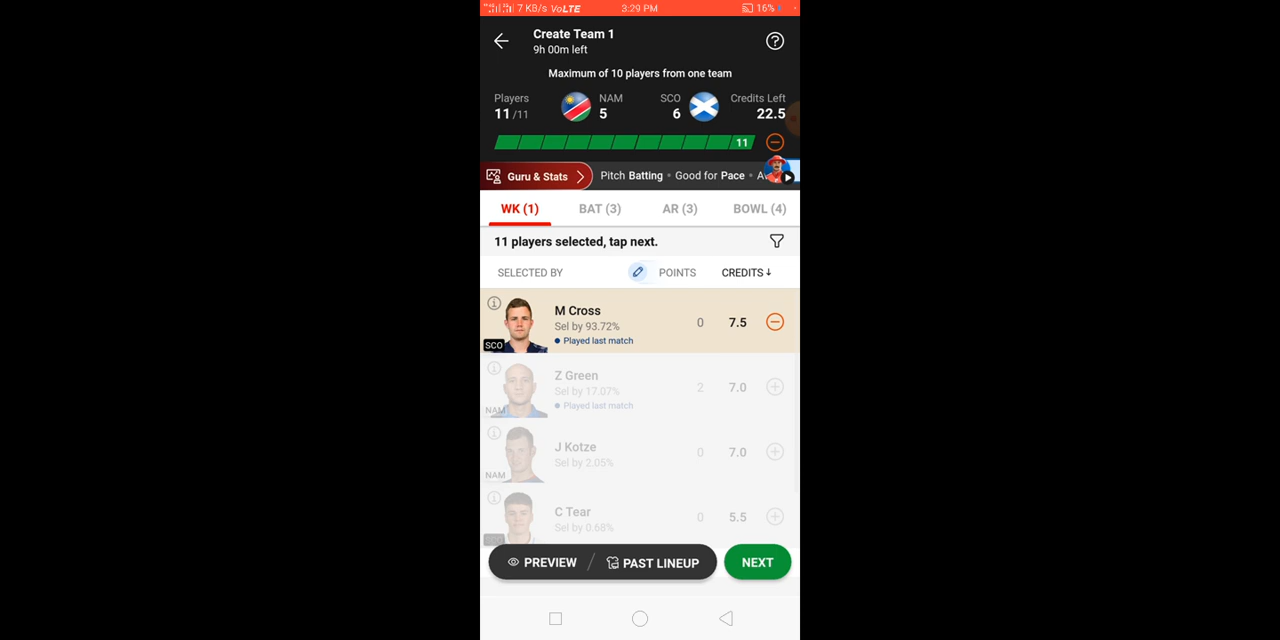 7 KB/s VoLTE 3:29 PM 16%
Create Team 1
9h 00m left
Maximum of 10 players from one team
Players NAM SCO Credits Left
11/11 5 6 22.5
11
Guru & Stats Pitch Batting • Good for Pace •
WK (1) BAT (3) AR (3) BOWL (4)
11 players selected, tap next.
SELECTED BY POINTS CREDITS↓
M Cross
Sel by 93.72% 0 7.5
SCO • Played last match
Z Green
Sel by 17.07% 2 7.0
NAM • Played last match
J Kotze
Sel by 2.05% 0 7.0
NAM
C Tear
Sel by 0.68% 0 5.5
PREVIEW / PAST LINEUP NEXT